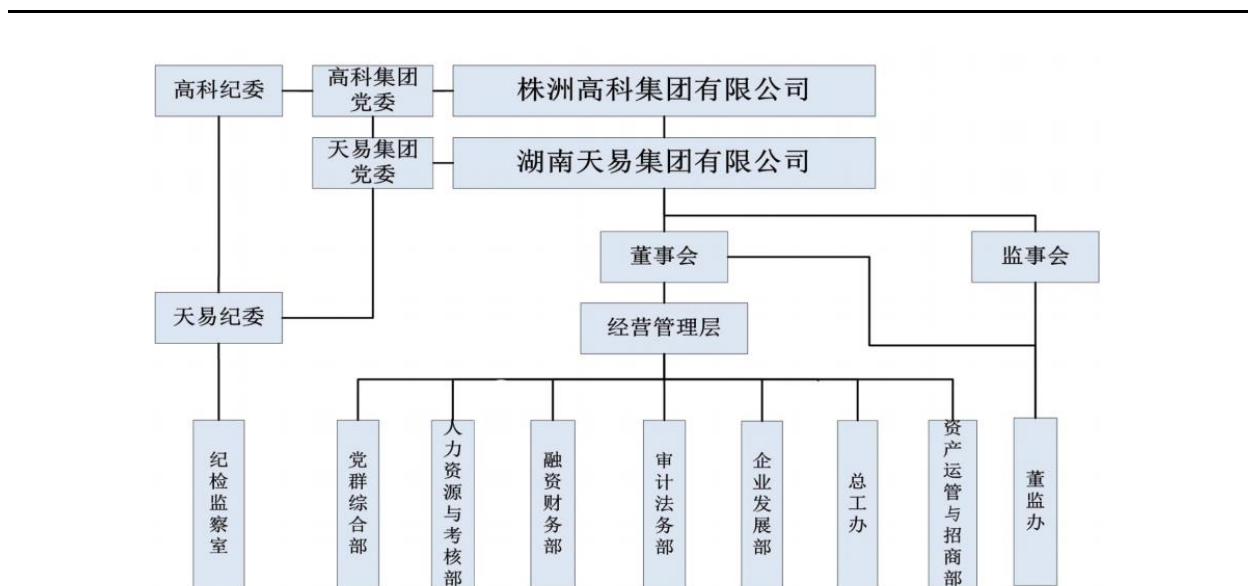 高科纪委
高科集团
党委
株洲高科集团有限公司
天易集团
党委
湖南天易集团有限公司
董事会
监事会
天易纪委
经营管理层
纪检监察室
党群综合部
人力资源与考核部
融资财务部
审计法务部
企业发展部
总工办
资产运管与招商部
董监办